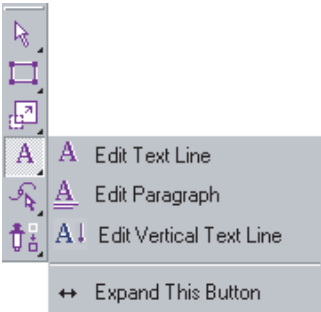 A
A Edit Text Line
A Edit Paragraph
A Edit Vertical Text Line
Expand This Button